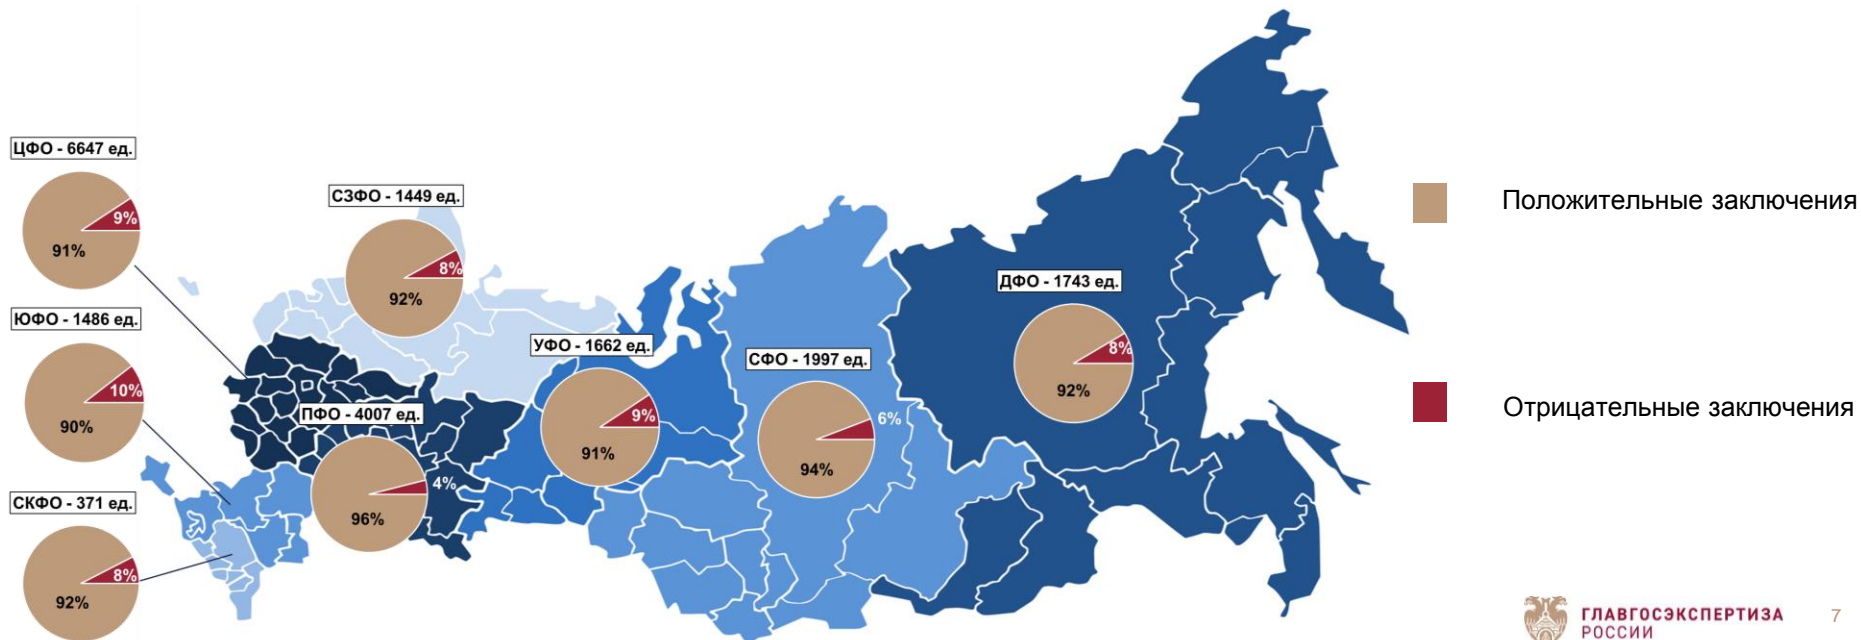 ЦФО - 6647 ед.
9%
91%
СЗФО - 1449 ед.
8%
92%
Положительные заключения
ДФО - 1743 ед.
8%
92%
ЮФО - 1486 ед.
10%
90%
УФО - 1662 ед.
9%
91%
СФО - 1997 ед.
6%
94%
Отрицательные заключения
ПФО - 4007 ед.
4%
96%
СКФО - 371 ед.
8%
92%
ГЛАВГОСЭКСПЕРТИЗА
РОССИИ
7